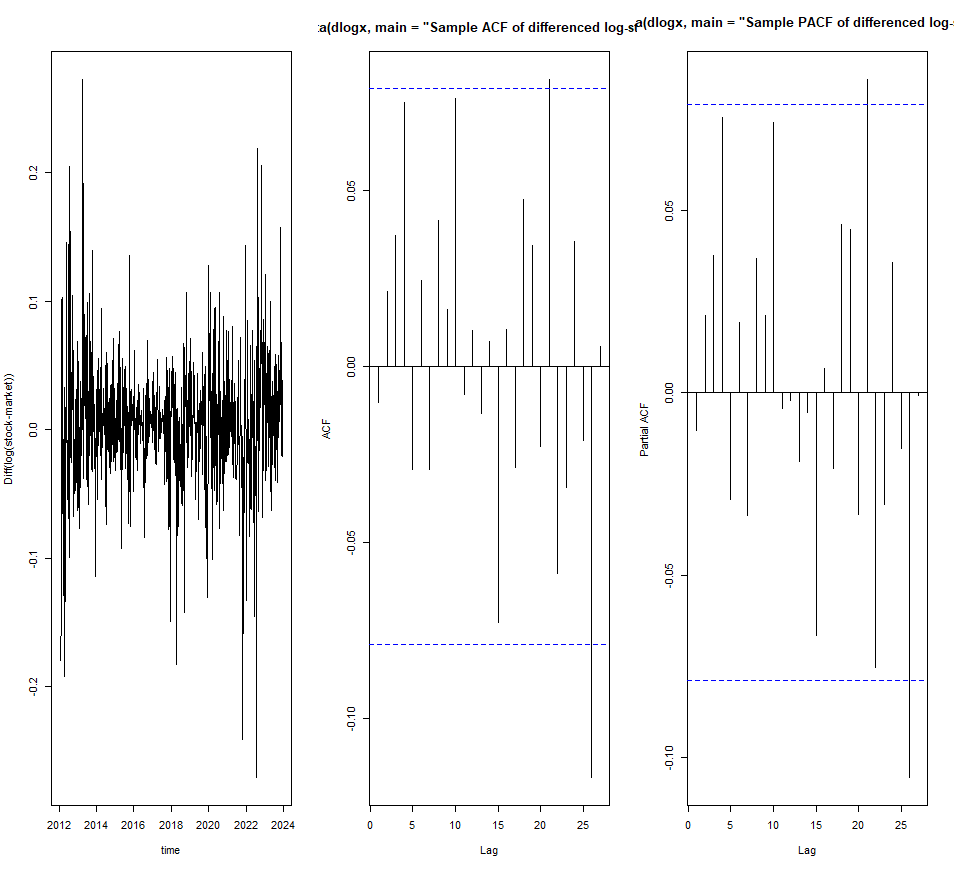 :a(dlogx, main = "Sample ACF of differenced log-st
a(dlogx, main = "Sample PACF of differenced log-s
Diff(log(stock-market))
0.2
0.1
0.0
-0.1
-0.2
2012 2014 2016 2018 2020 2022 2024
time
ACF
0.05
0.00
-0.05
-0.10
0 5 10 15 20 25
Lag
Partial ACF
0.05
0.00
-0.05
-0.10
0 5 10 15 20 25
Lag